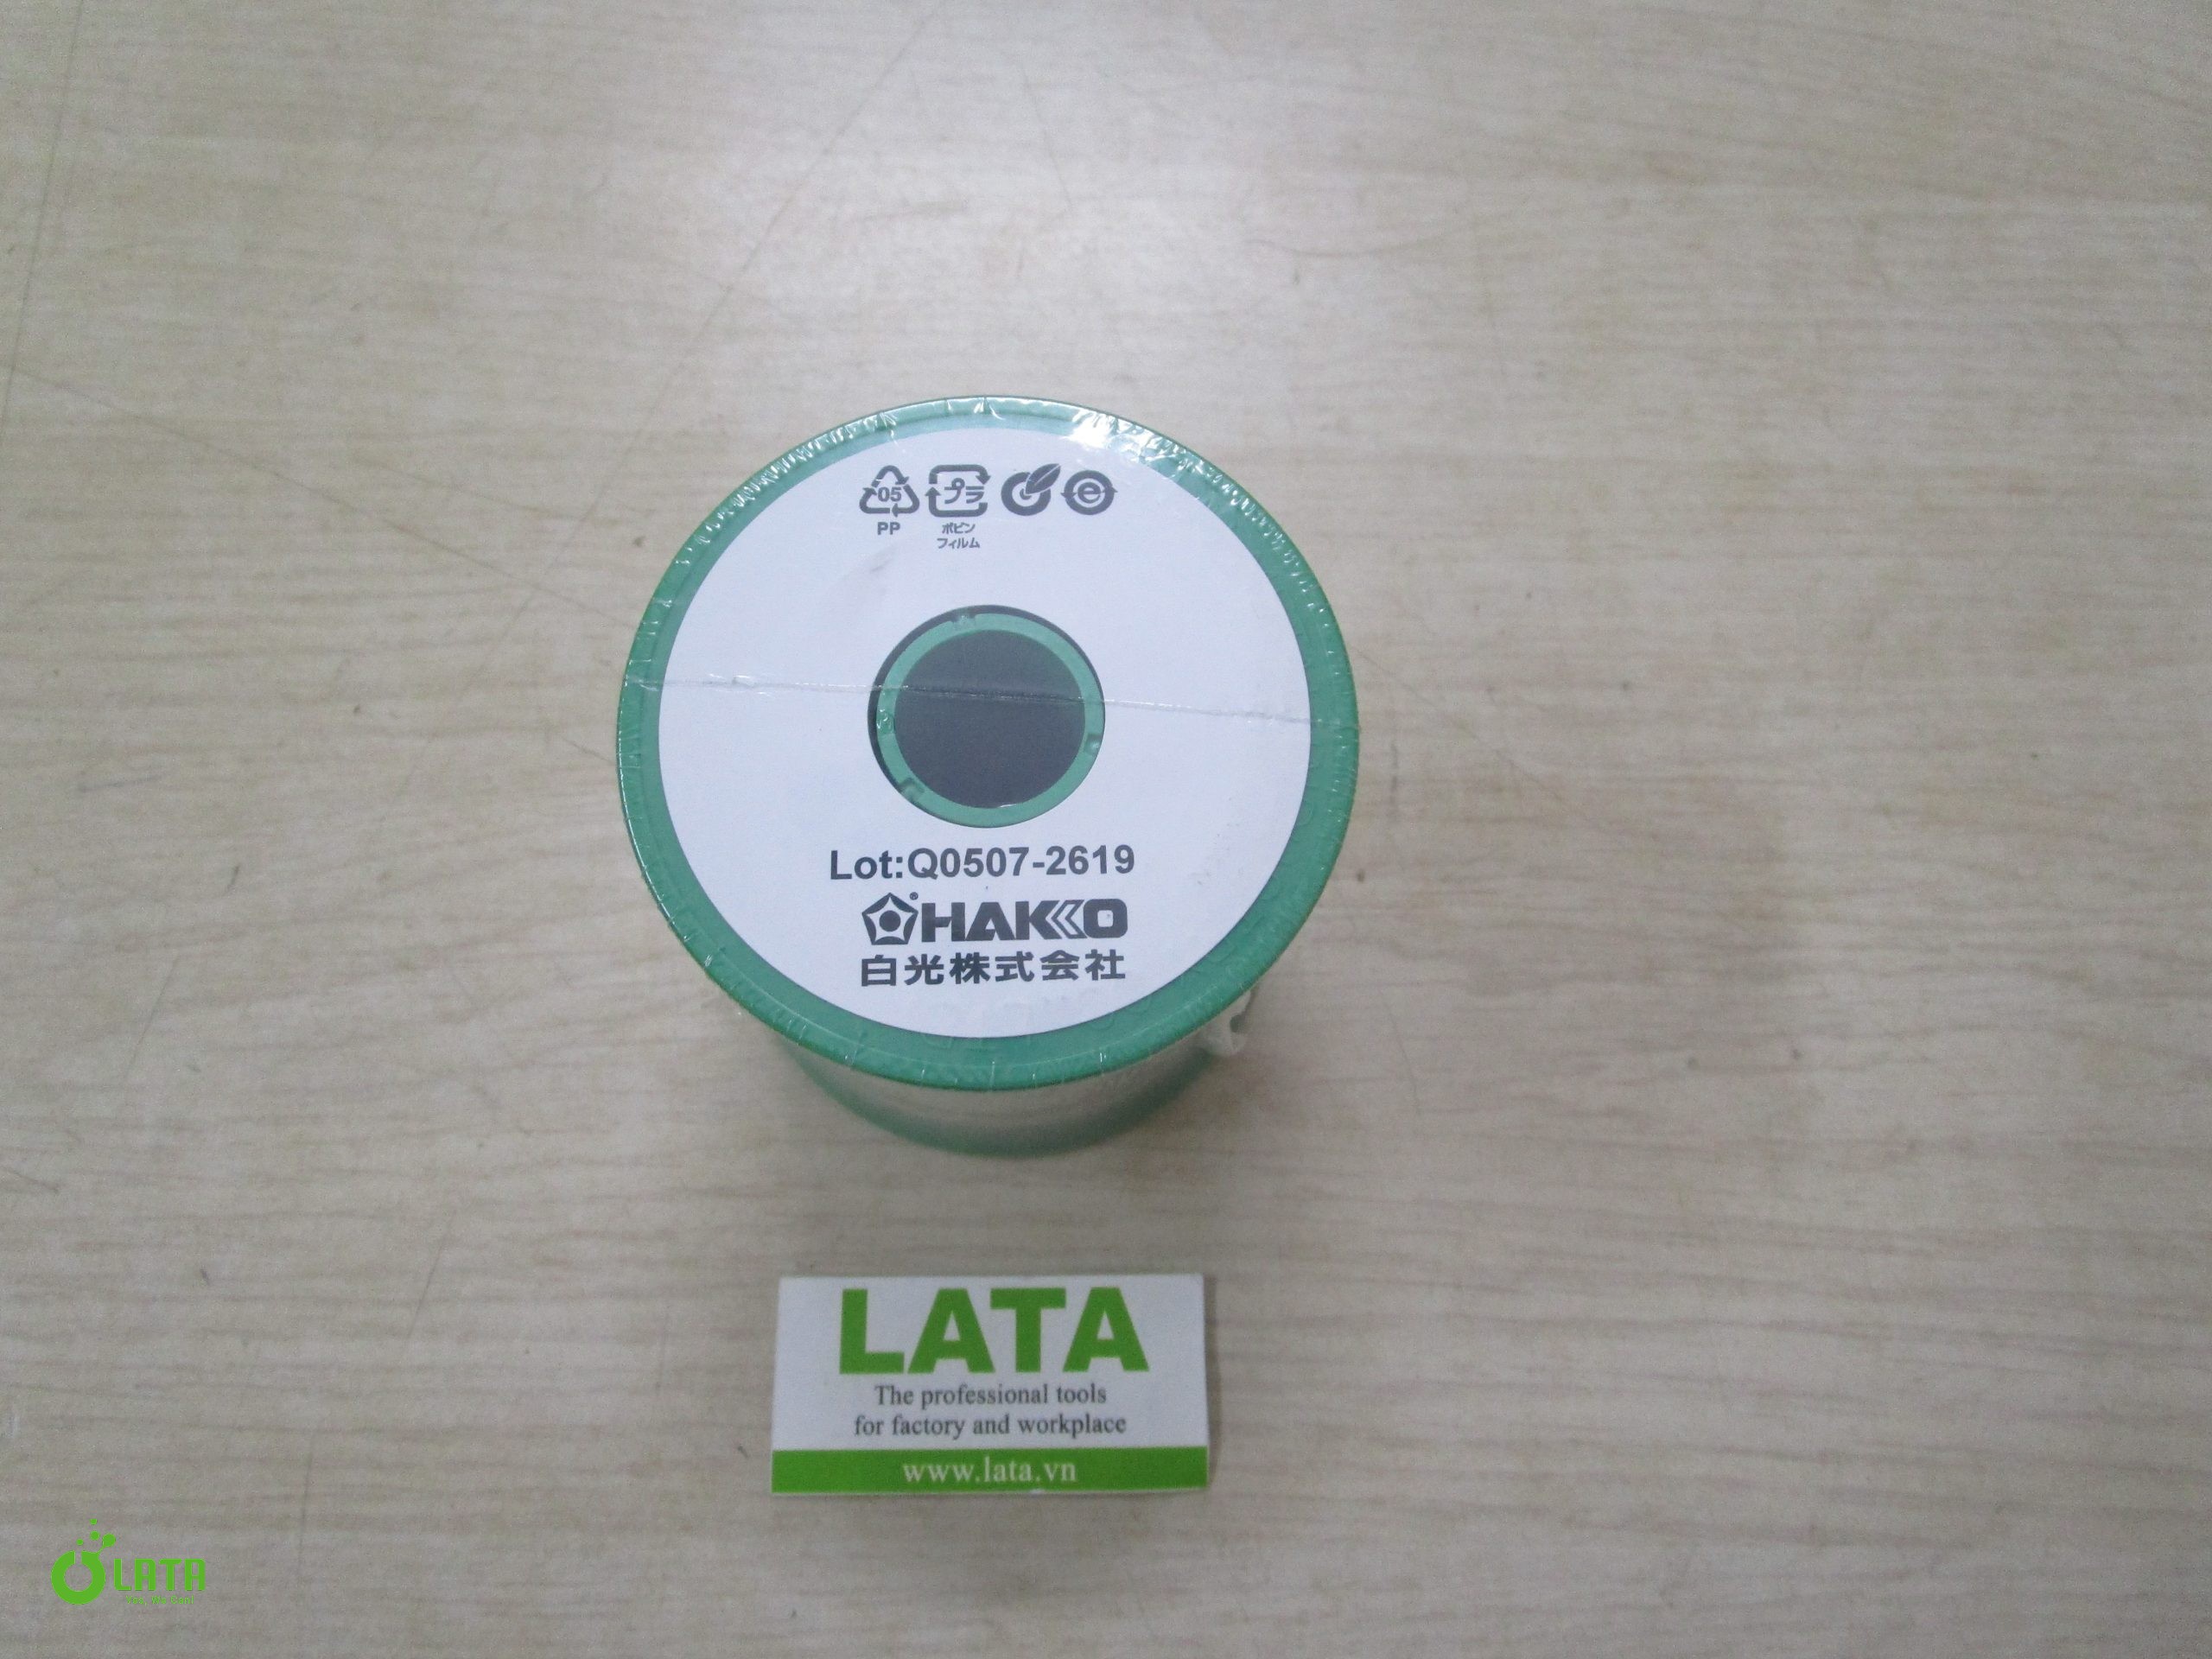 05
プラ
e
PP
ボビン
フィルム
Lot:Q0507-2619
HAKKO
白光株式会社
LATA
The professional tools
for factory and workplace
www.lata.vn
LATA